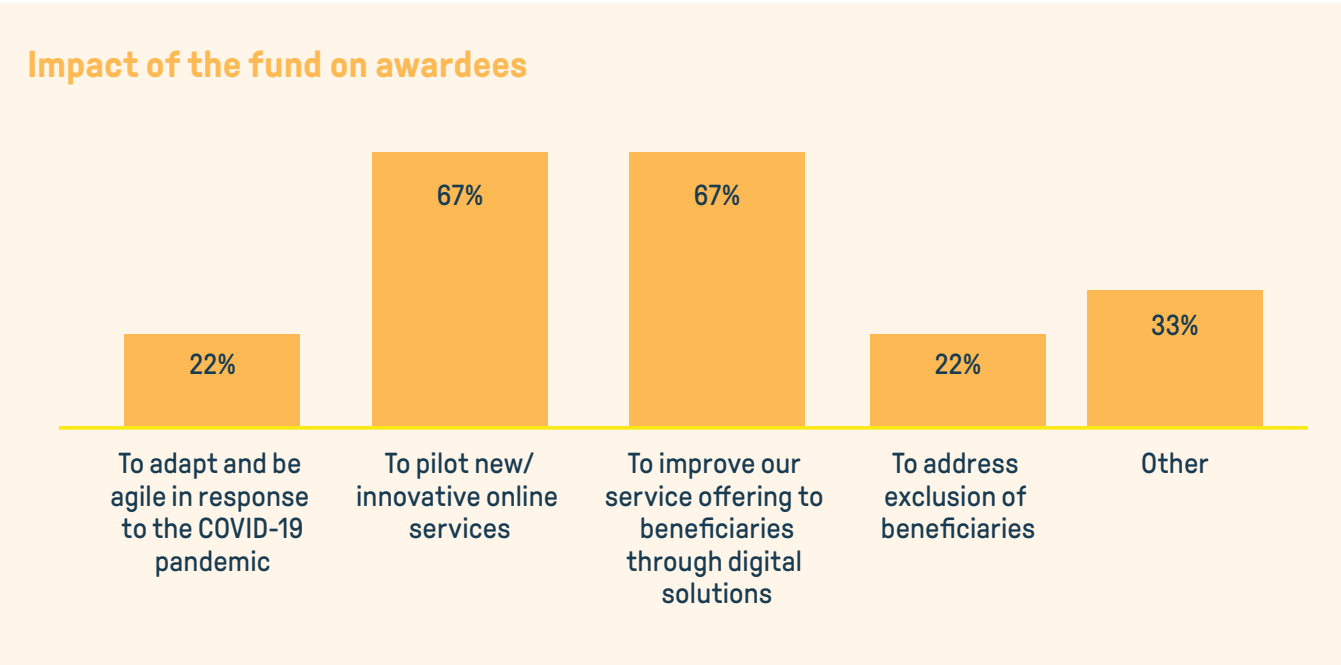 Impact of the fund on awardees
67%
67%
33%
22%
22%
To adapt and be
agile in response
to the COVID-19
pandemic
To pilot new/
innovative online
services
To improve our
service offering to
beneficiaries
through digital
solutions
To address
exclusion of
beneficiaries
Other